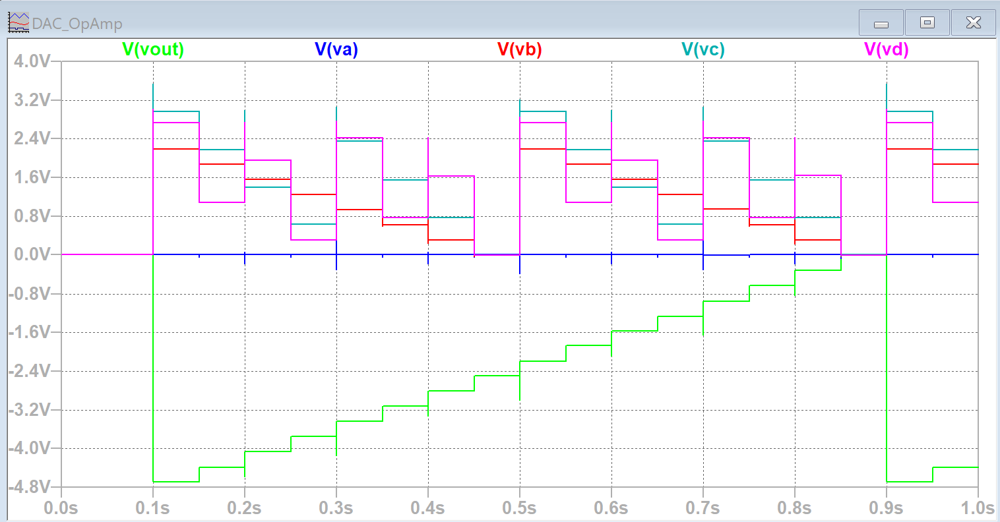 DAC_OpAmp
V(vout) V(va) V(vb) V(vc) V(vd)
4.0V
3.2V
2.4V
1.6V
0.8V
0.0V
-0.8V
-1.6V
-2.4V
-3.2V
-4.0V
-4.8V
0.0s 0.1s 0.2s 0.3s 0.4s 0.5s 0.6s 0.7s 0.8s 0.9s 1.0s